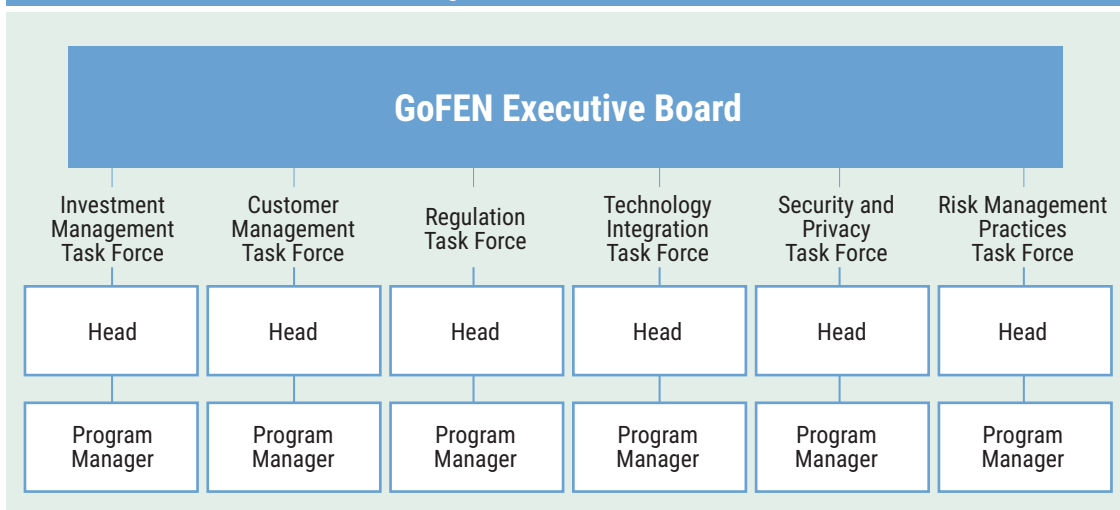 GoFEN Executive Board
Investment
Management
Task Force
Customer
Management
Task Force
Regulation
Task Force
Technology
Integration
Task Force
Security and
Privacy
Task Force
Risk Management
Practices
Task Force
Head
Head
Head
Head
Head
Head
Program
Manager
Program
Manager
Program
Manager
Program
Manager
Program
Manager
Program
Manager